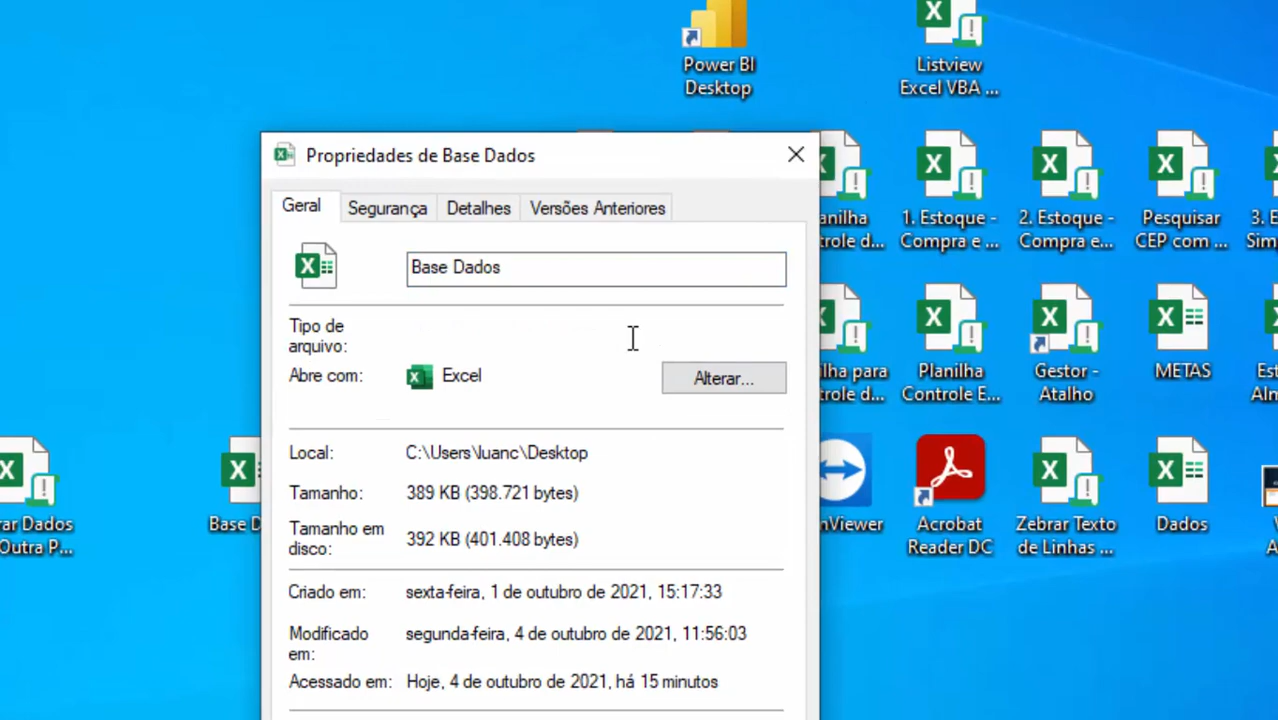 Power BI
Desktop
Listview
Excel VBA ...
Propriedades de Base Dados
Geral
Segurança
Detalhes
Versões Anteriores
Base Dados
Tipo de
arquivo:
Abre com:
Excel
Alterar...
Local:
C:\Users\luanc\Desktop
Tamanho:
389 KB (398.721 bytes)
Tamanho em
disco:
392 KB (401.408 bytes)
Criado em:
sexta-feira, 1 de outubro de 2021, 15:17:33
Modificado
em:
segunda-feira, 4 de outubro de 2021, 11:56:03
Acessado em:
Hoje, 4 de outubro de 2021, há 15 minutos
1. Estoque -
Compra e ...
2. Estoque -
Compra e...
Pesquisar
CEP com ...
3.
Planilha
Controle E...
Gestor -
Atalho
METAS
Acrobat
Reader DC
Zebrar Texto
de Linhas ...
Dados
Dados
Outra P...
Base